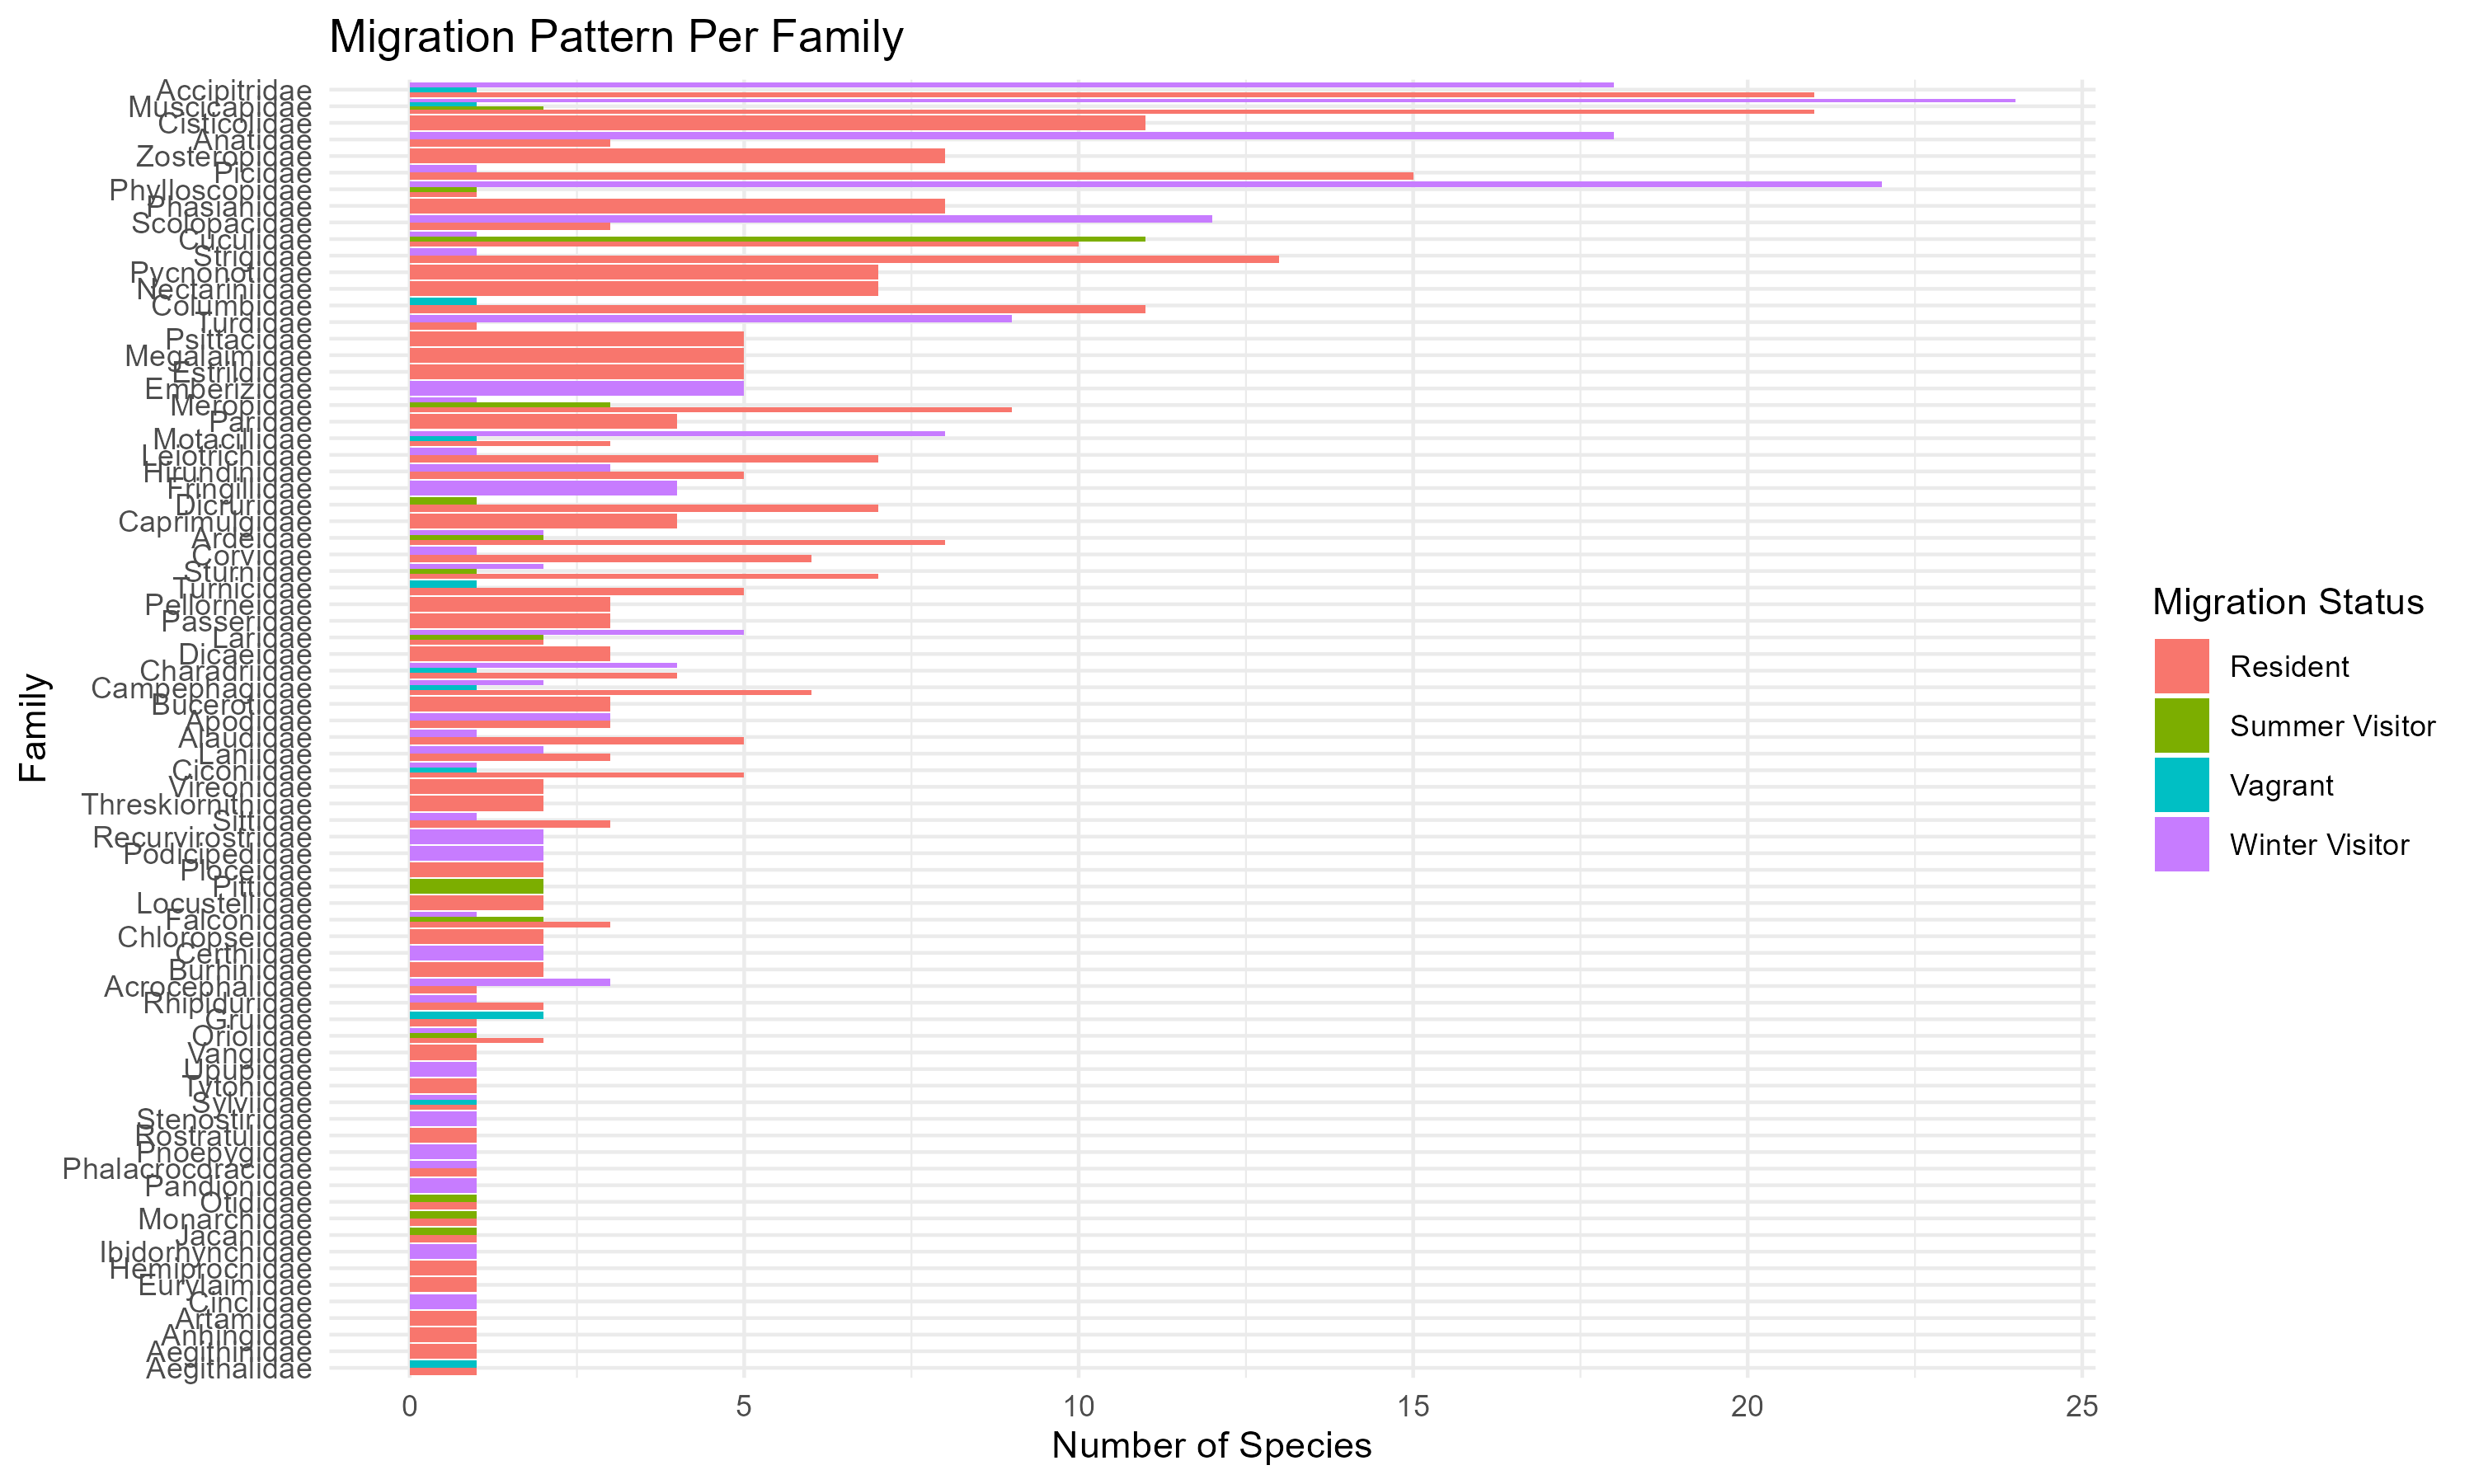 Migration Pattern Per Family
Accipitridae
Muscicapidae
Cisticolidae
Anatidae
Zosteropidae
Picidae
Phylloscopidae
Phasianidae
Scolopacidae
Cuculidae
Strigidae
Pycnonotidae
Nectariniidae
Columbidae
Turdidae
Psittacidae
Megalaimidae
Estrildidae
Emberizidae
Meropidae
Paridae
Motacillidae
Leiotrichidae
Hirundinidae
Fringillidae
Dicruridae
Caprimulgidae
Ardeidae
Corvidae
Sturnidae
Turnicidae
Pellorneidae
Passeridae
Laridae
Dicaeidae
Charadriidae
Campephagidae
Bucerotidae
Apodidae
Alaudidae
Laniidae
Ciconiidae
Vireonidae
Threskiornithidae
Sittidae
Recurvirostridae
Podicipedidae
Ploceidae
Pittidae
Locustellidae
Falconidae
Chloropseidae
Certhiidae
Burhinidae
Acrocephalidae
Rhipiduridae
Gruidae
Oriolidae
Vangidae
Upupidae
Tytonidae
Sylviidae
Stenostiridae
Rostratulidae
Pnoepygidae
Phalacrocoracidae
Pandionidae
Otididae
Monarchidae
Jacanidae
Ibidorhynchidae
Hemiprocnidae
Eurylaimidae
Cinclidae
Artamidae
Anhingidae
Aegithinidae
Aegithalidae
Family
0 5 10 15 20 25
Number of Species
Migration Status
Resident
Summer Visitor
Vagrant
Winter Visitor